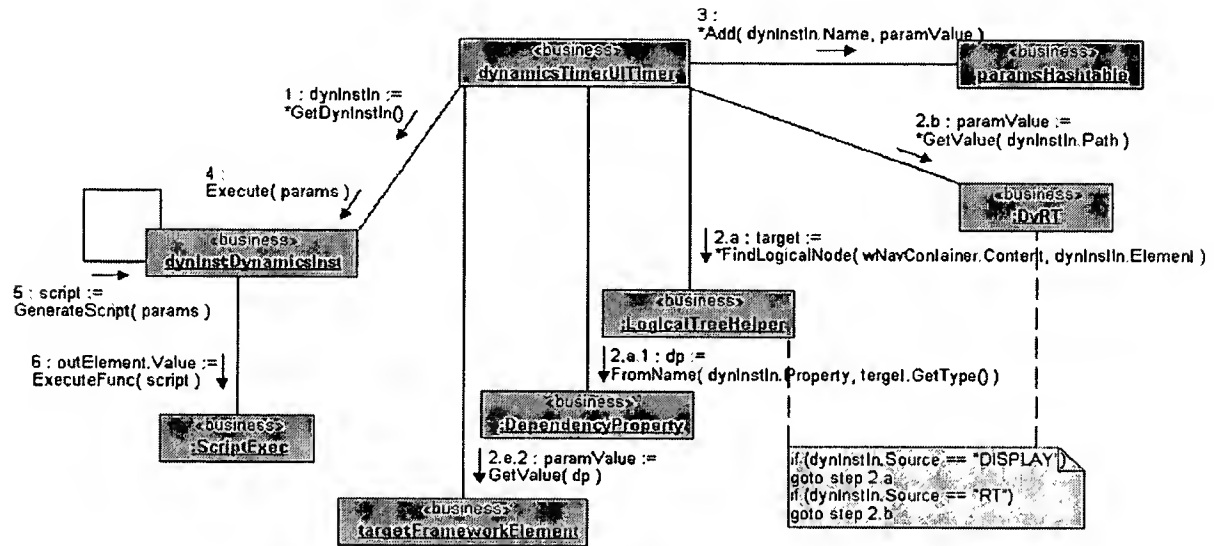 3 :
*Add( dynInstIn.Name, paramValue )
«business»
dynamicsTimerUITimer
«business»
paramsHashtable
1 : dynInstIn :=
*GetDynInstIn()
2.b : paramValue :=
*GetValue( dynInstIn.Path )
4 :
Execute( params )
«business»
:DvRT
«business»
dynInstDynamicsInst
2.a : target :=
*FindLogicalNode( wNavContainer.Content, dynInstIn.Element )
5 : script :=
GenerateScript( params )
«business»
:LogicalTreeHelper
6 : outElement.Value :=
ExecuteFunc( script )
2.a.1 : dp :=
FromName( dynInstIn.Property, target.GetType() )
«business»
:DependencyProperty
«business»
:ScriptExec
2.a.2 : paramValue :=
GetValue( dp )
if (dynInstIn.Source == "DISPLAY")
goto step 2.a
if (dynInstIn.Source == "RT")
goto step 2.b
«business»
targetFrameworkElement